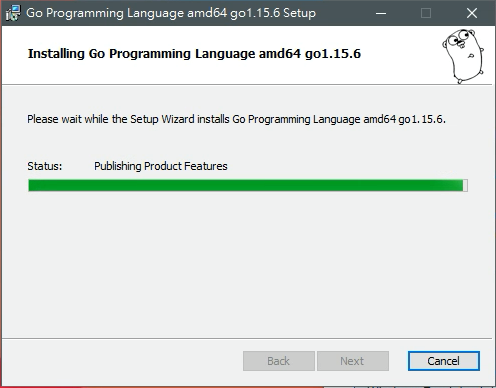 Go Programming Language amd64 go1.15.6 Setup
Installing Go Programming Language amd64 go1.15.6
Please wait while the Setup Wizard installs Go Programming Language amd64 go1.15.6.
Status: Publishing Product Features
Back Next Cancel